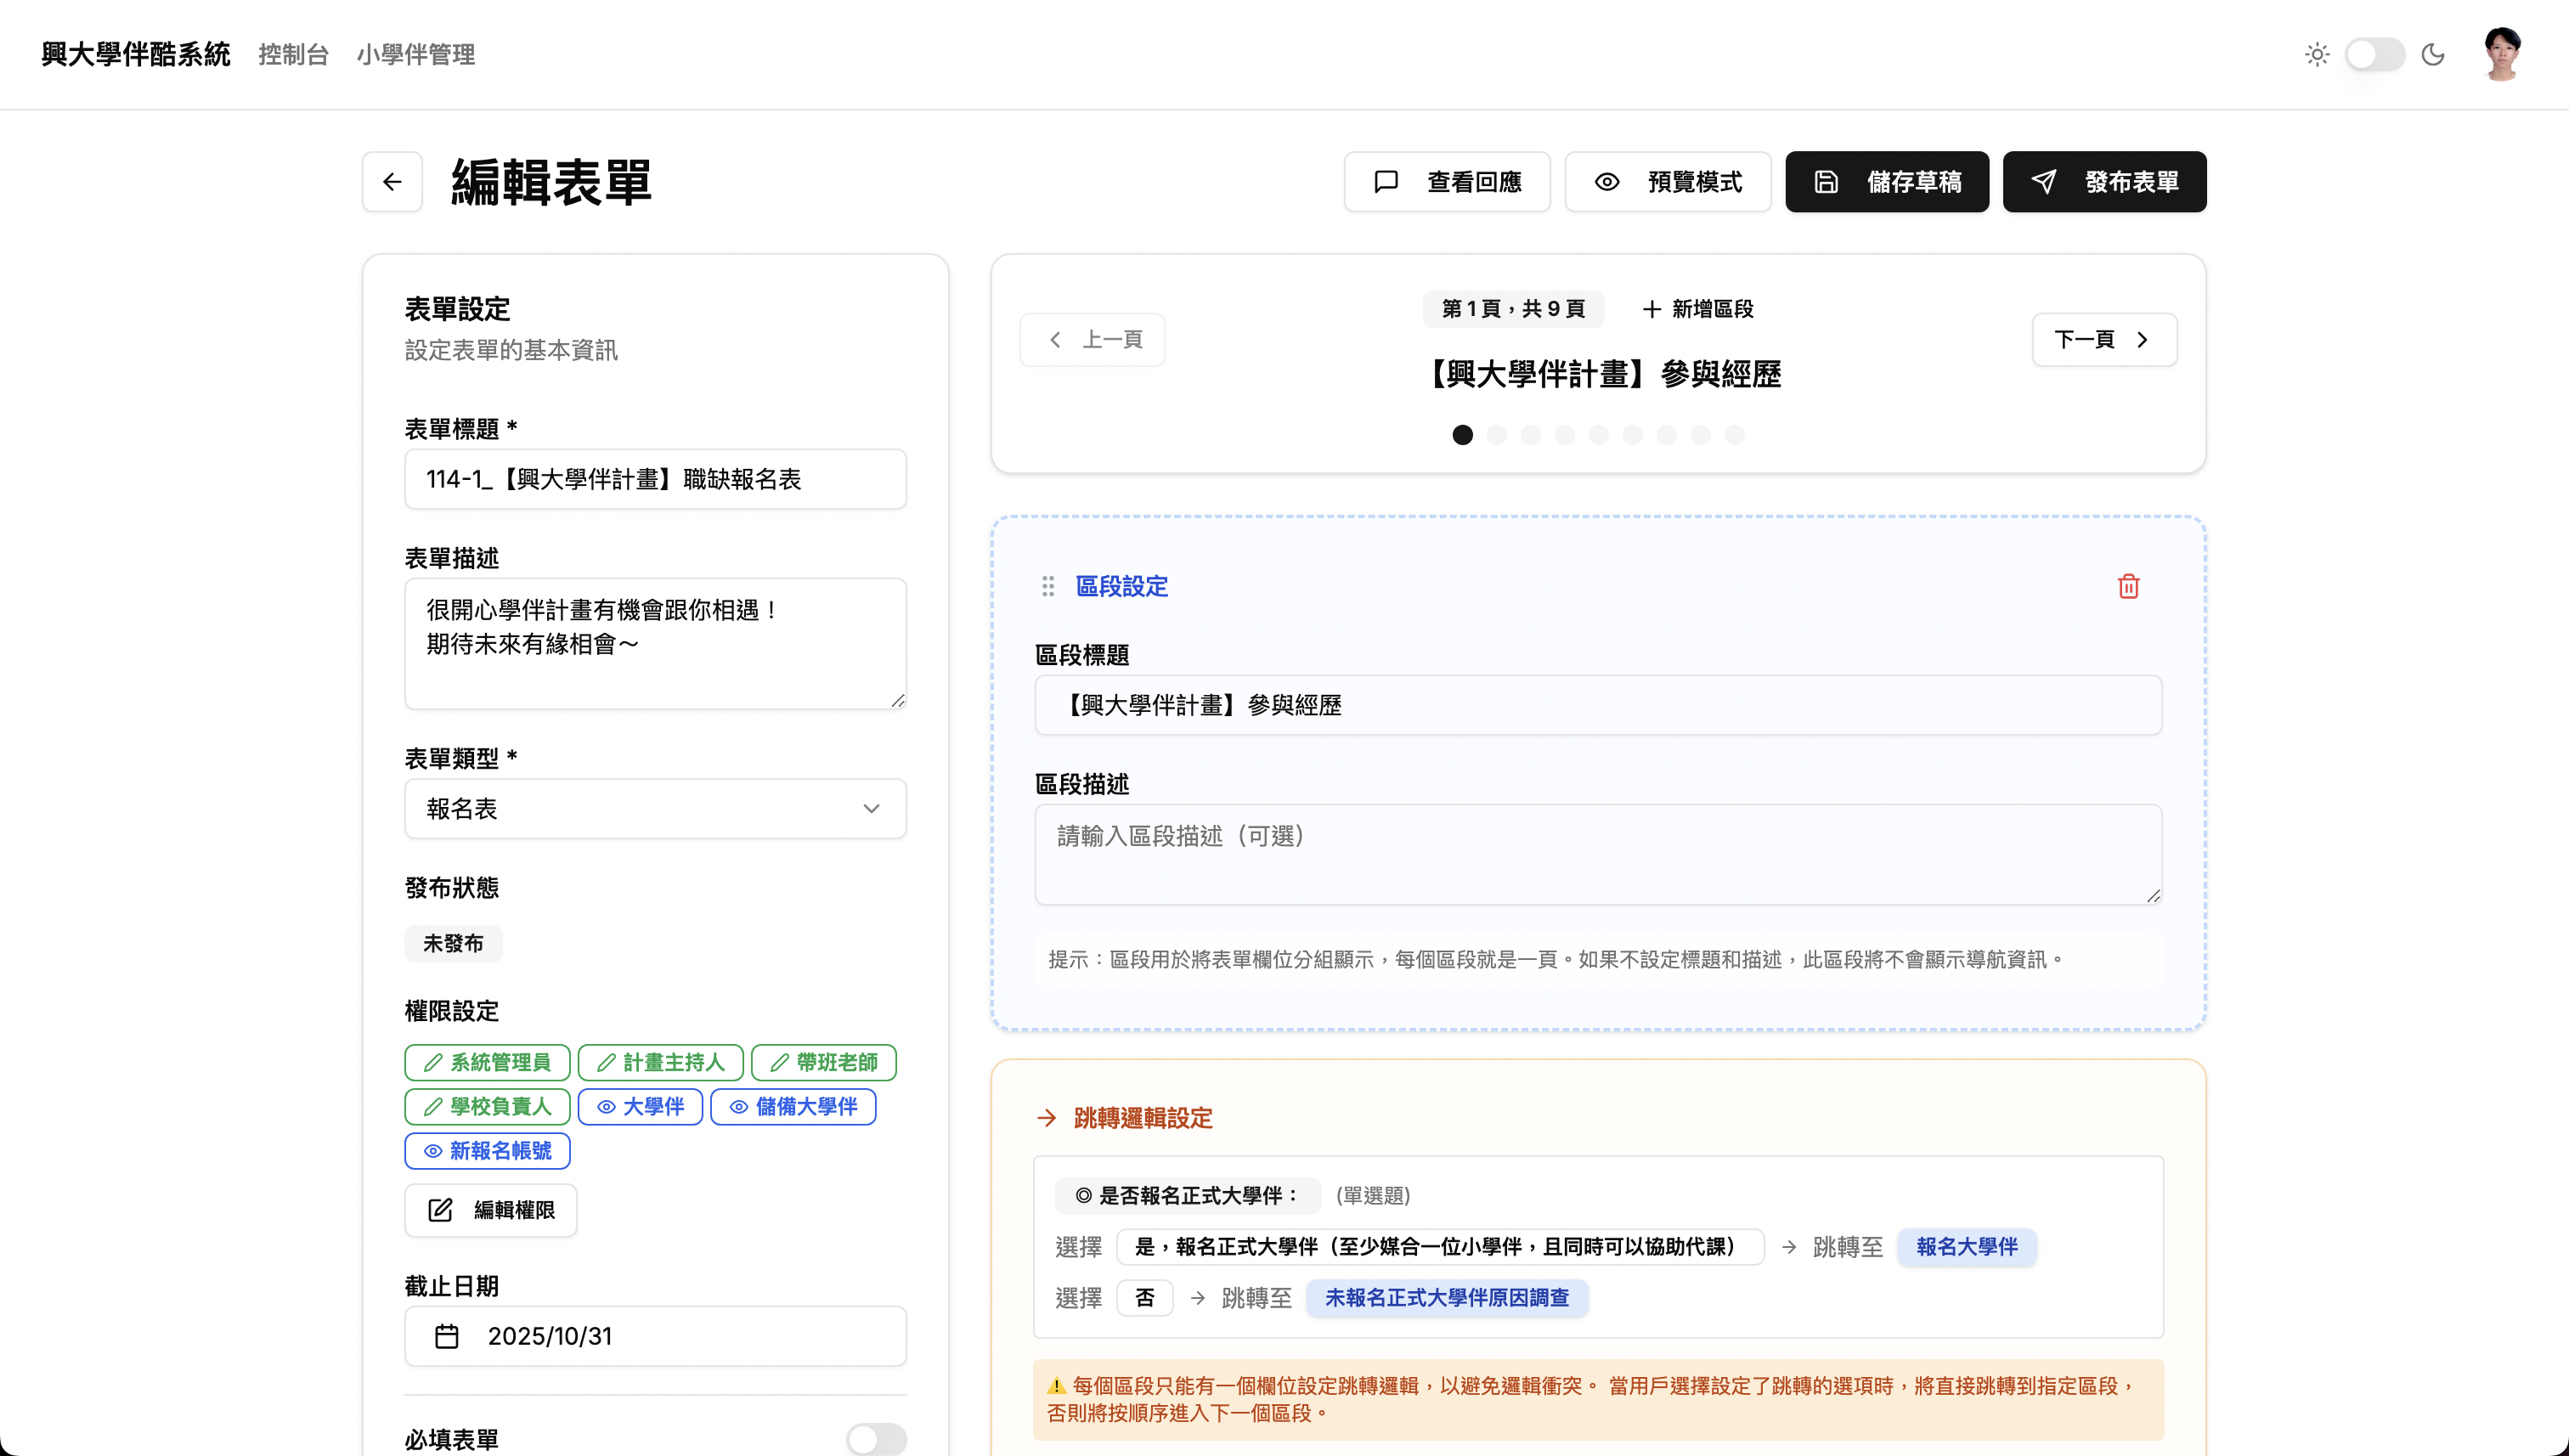 興大學伴酷系統
控制台
小學伴管理
編輯表單
查看回應
預覽模式
儲存草稿
發布表單
表單設定
設定表單的基本資訊
表單標題 *
114-1_【興大學伴計畫】職缺報名表
表單描述
很開心學伴計畫有機會跟你相遇！
期待未來有緣相會～
表單類型 *
報名表
發布狀態
未發布
權限設定
系統管理員
計畫主持人
帶班老師
學校負責人
大學伴
儲備大學伴
新報名帳號
編輯權限
截止日期
2025/10/31
必填表單
上一頁
第 1 頁，共 9 頁
新增區段
【興大學伴計畫】參與經歷
下一頁
區段設定
區段標題
【興大學伴計畫】參與經歷
區段描述
請輸入區段描述（可選）
提示：區段用於將表單欄位分組顯示，每個區段就是一頁。如果不設定標題和描述，此區段將不會顯示導航資訊。
跳轉邏輯設定
◎ 是否報名正式大學伴： (單選題)
選擇 是，報名正式大學伴（至少媒合一位小學伴，且同時可以協助代課） → 跳轉至 報名大學伴
選擇 否 → 跳轉至 未報名正式大學伴原因調查
⚠️ 每個區段只能有一個欄位設定跳轉邏輯，以避免邏輯衝突。 當用戶選擇設定了跳轉的選項時，將直接跳轉到指定區段，
否則將按順序進入下一個區段。